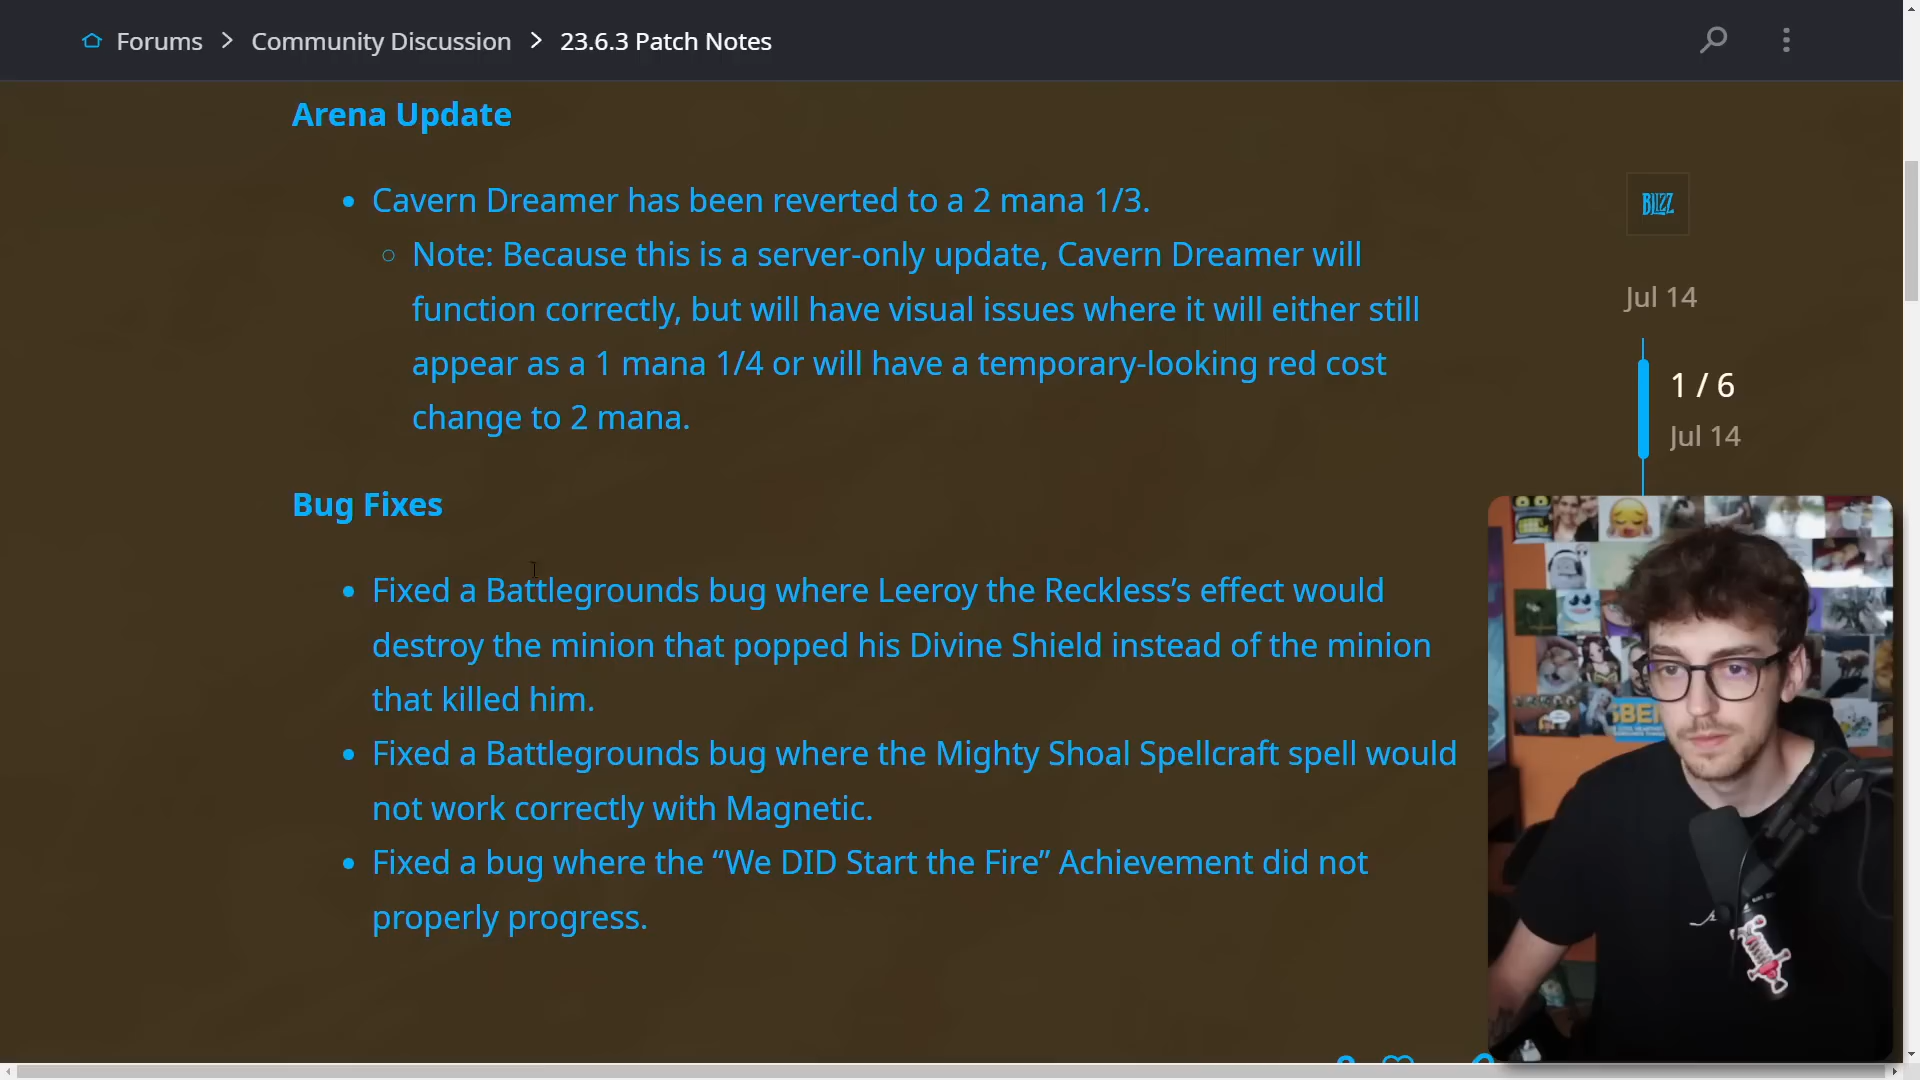 Forums > Community Discussion > 23.6.3 Patch Notes
Arena Update
• Cavern Dreamer has been reverted to a 2 mana 1/3.
○ Note: Because this is a server-only update, Cavern Dreamer will
function correctly, but will have visual issues where it will either still
appear as a 1 mana 1/4 or will have a temporary-looking red cost
change to 2 mana.
BLIZZ
Jul 14
1 / 6
Jul 14
Bug Fixes
• Fixed a Battlegrounds bug where Leeroy the Reckless’s effect would
destroy the minion that popped his Divine Shield instead of the minion
that killed him.
• Fixed a Battlegrounds bug where the Mighty Shoal Spellcraft spell would
not work correctly with Magnetic.
• Fixed a bug where the “We DID Start the Fire” Achievement did not
properly progress.